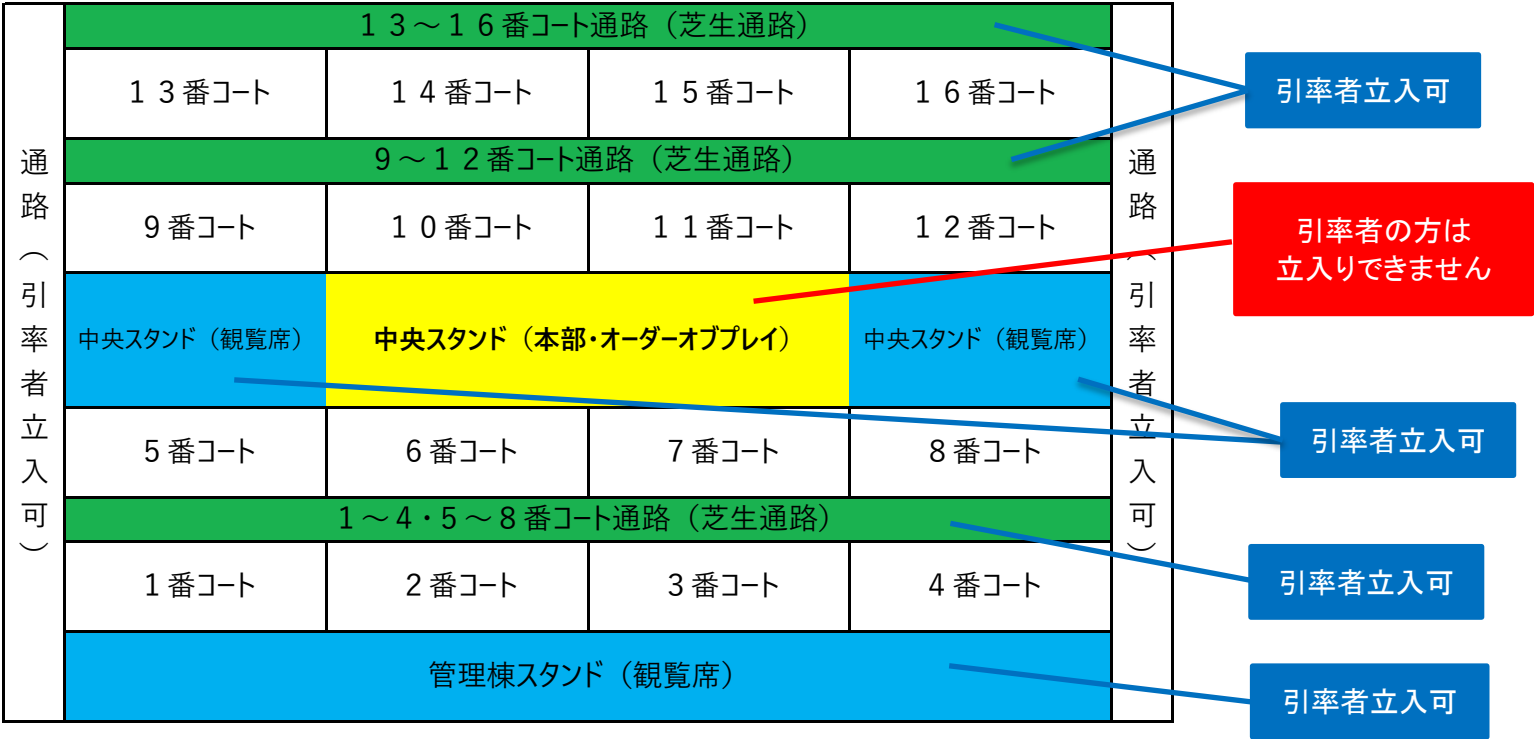 １３～１６番コート通路（芝生通路）
１３番コート
１４番コート
１５番コート
１６番コート
引率者立入可
９～１２番コート通路（芝生通路）
９番コート
１０番コート
１１番コート
１２番コート
引率者の方は
立入りできません
通路（引率者立入可）
中央スタンド（観覧席）
中央スタンド（本部・オーダーオブプレイ）
中央スタンド（観覧席）
通路（引率者立入可）
５番コート
６番コート
７番コート
８番コート
引率者立入可
１～４・５～８番コート通路（芝生通路）
１番コート
２番コート
３番コート
４番コート
引率者立入可
管理棟スタンド（観覧席）
引率者立入可